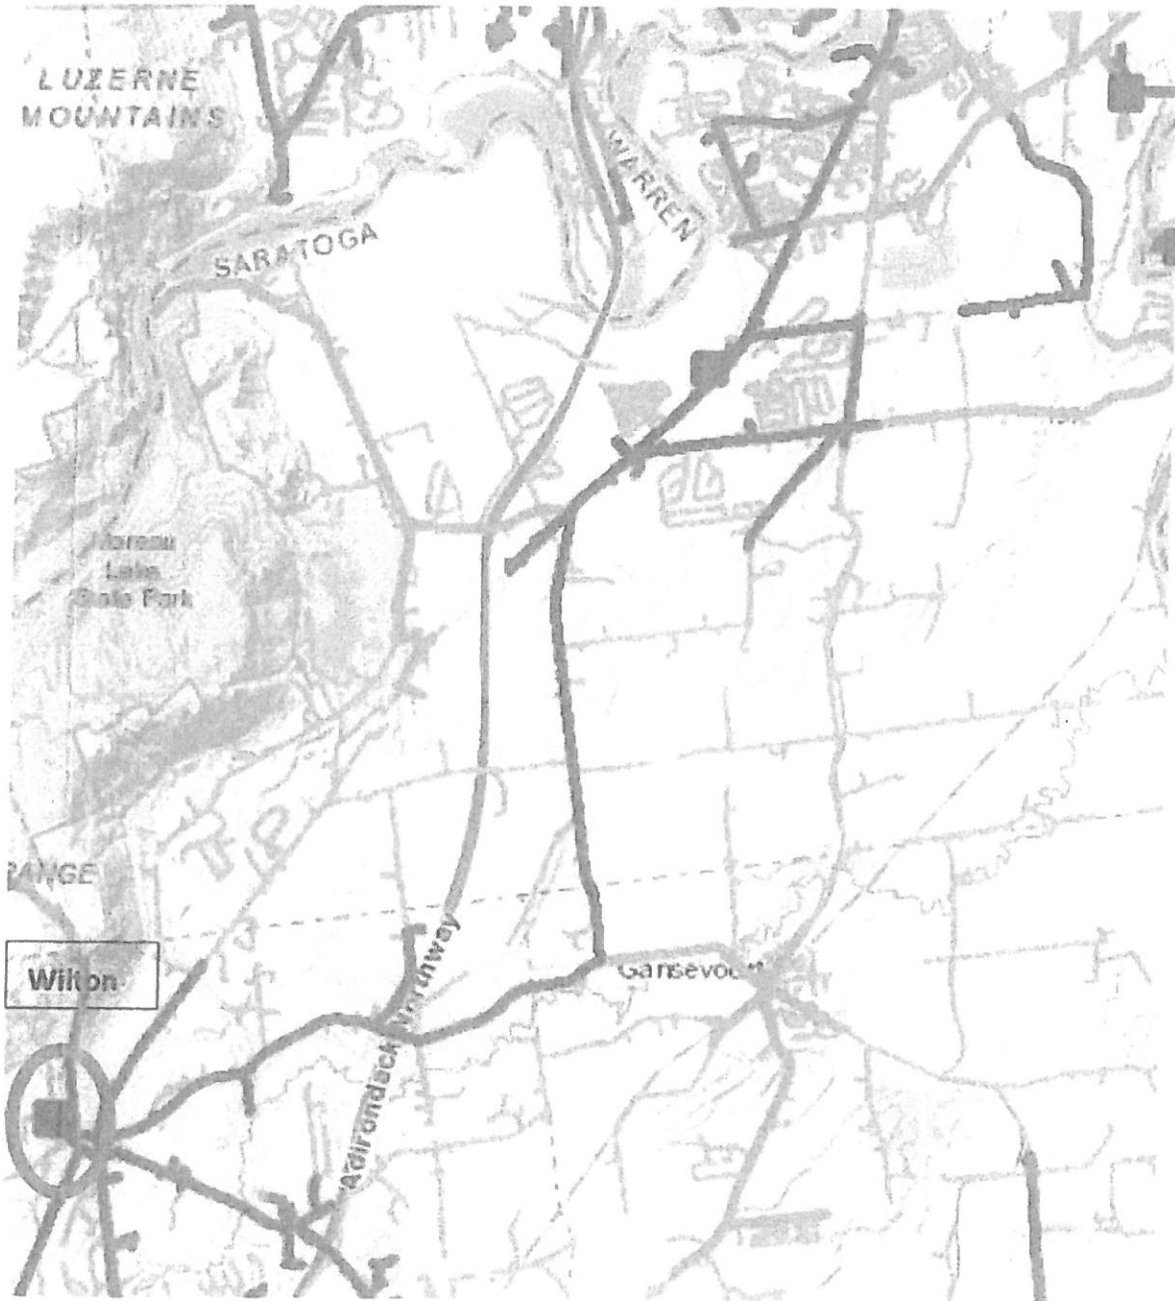 LUZERNE
MOUNTAINS
WARREN
SARATOGA
Moreau
Lake
State Park
RANGE
Wilton
Gansevoort
Adirondack Northway